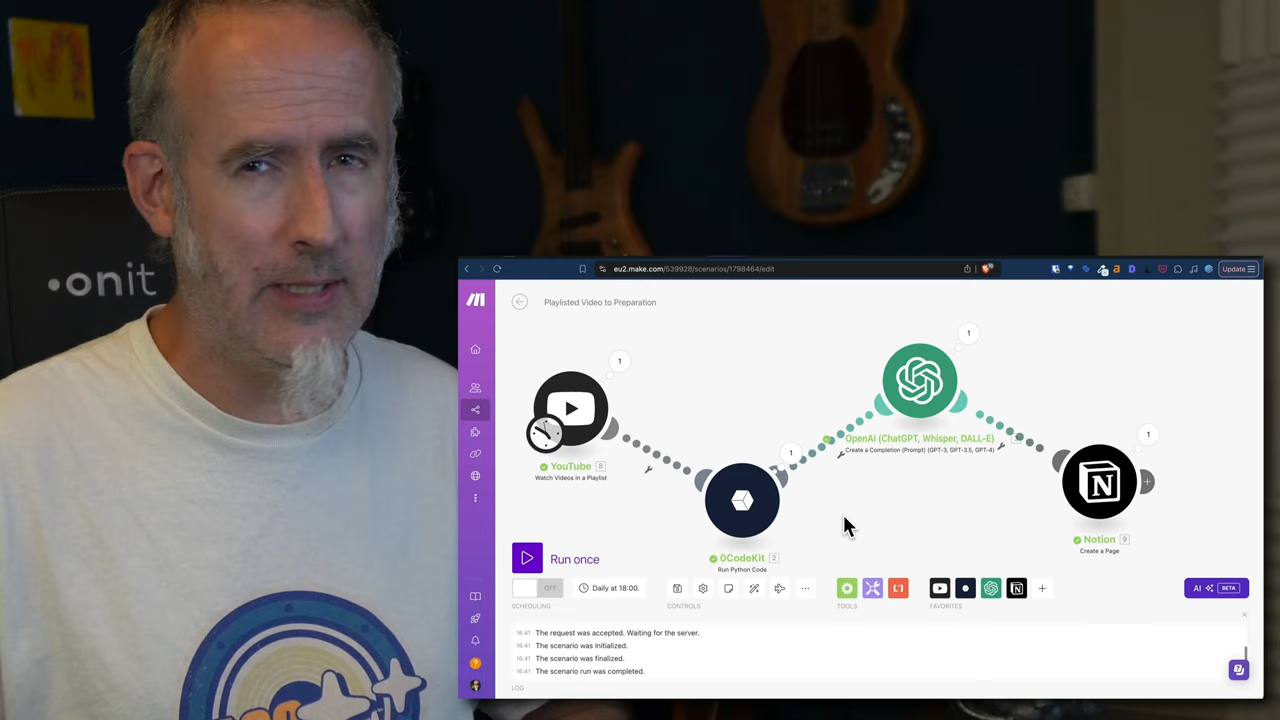 •onit
eu2.make.com/539928/scenarios/1798464/edit
Update
Playlisted Video to Preparation
1
YouTube 8
Watch Videos in a Playlist
1
0CodeKit 2
Run Python Code
1
OpenAI (ChatGPT, Whisper, DALL-E)
Create a Completion (Prompt) (GPT-3, GPT-3.5, GPT-4)
1
Notion 9
Create a Page
Run once
OFF
Daily at 18:00.
AI BETA
SCHEDULING
CONTROLS
TOOLS
FAVORITES
16:41 The request was accepted. Waiting for the server.
16:41 The scenario was initialized.
16:41 The scenario was finalized.
16:41 The scenario run was completed.
LOG